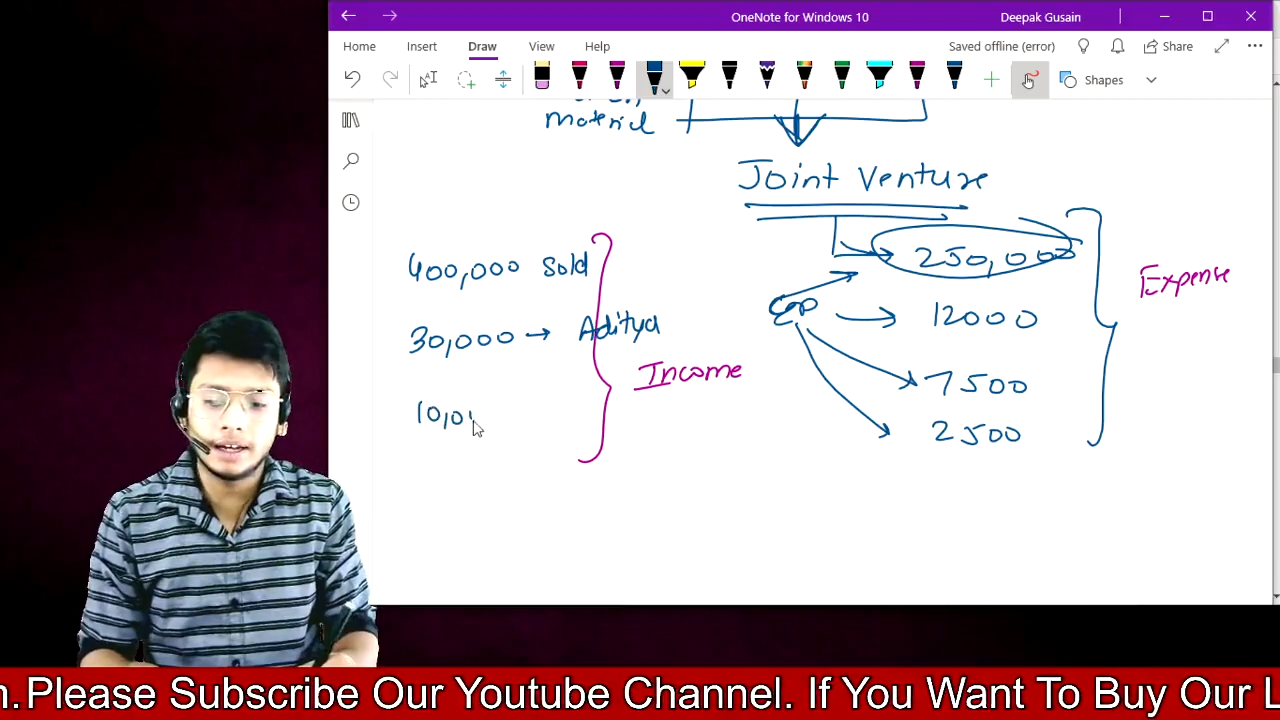 OneNote for Windows 10
Deepak Gusain
Home Insert Draw View Help
Saved offline (error)
Share
Shapes
material
Joint Venture
400,000 sold
250,000
Expense
12000
30,000 → Aditya
Income
7500
10,0
2500
n.Please Subscribe Our Youtube Channel. If You Want To Buy Our L